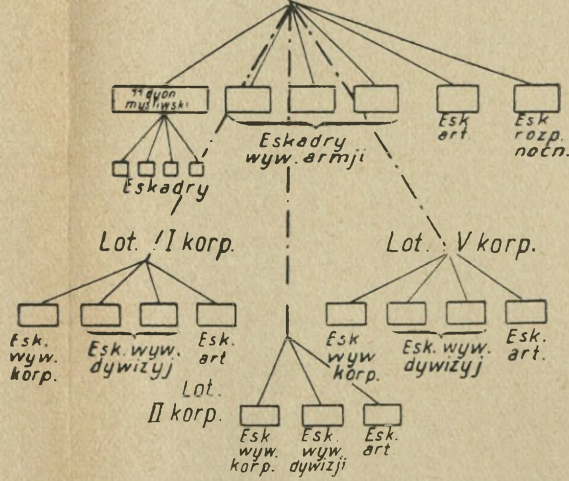 dyon
myśliwski
Eskadry
Eskadry
wyw. armji
Esk
art.
Esk
rozp.
nocn.
Lot. I korp.
Lot. V korp.
Esk.
wyw.
korp.
Esk. wyw.
dywizyj
Esk.
art
Esk
wyw
korp.
Esk. wyw.
dywizyj
Esk.
art.
Lot.
II korp.
Esk
wyw.
korp.
Esk.
wyw.
dywizji
Esk.
art